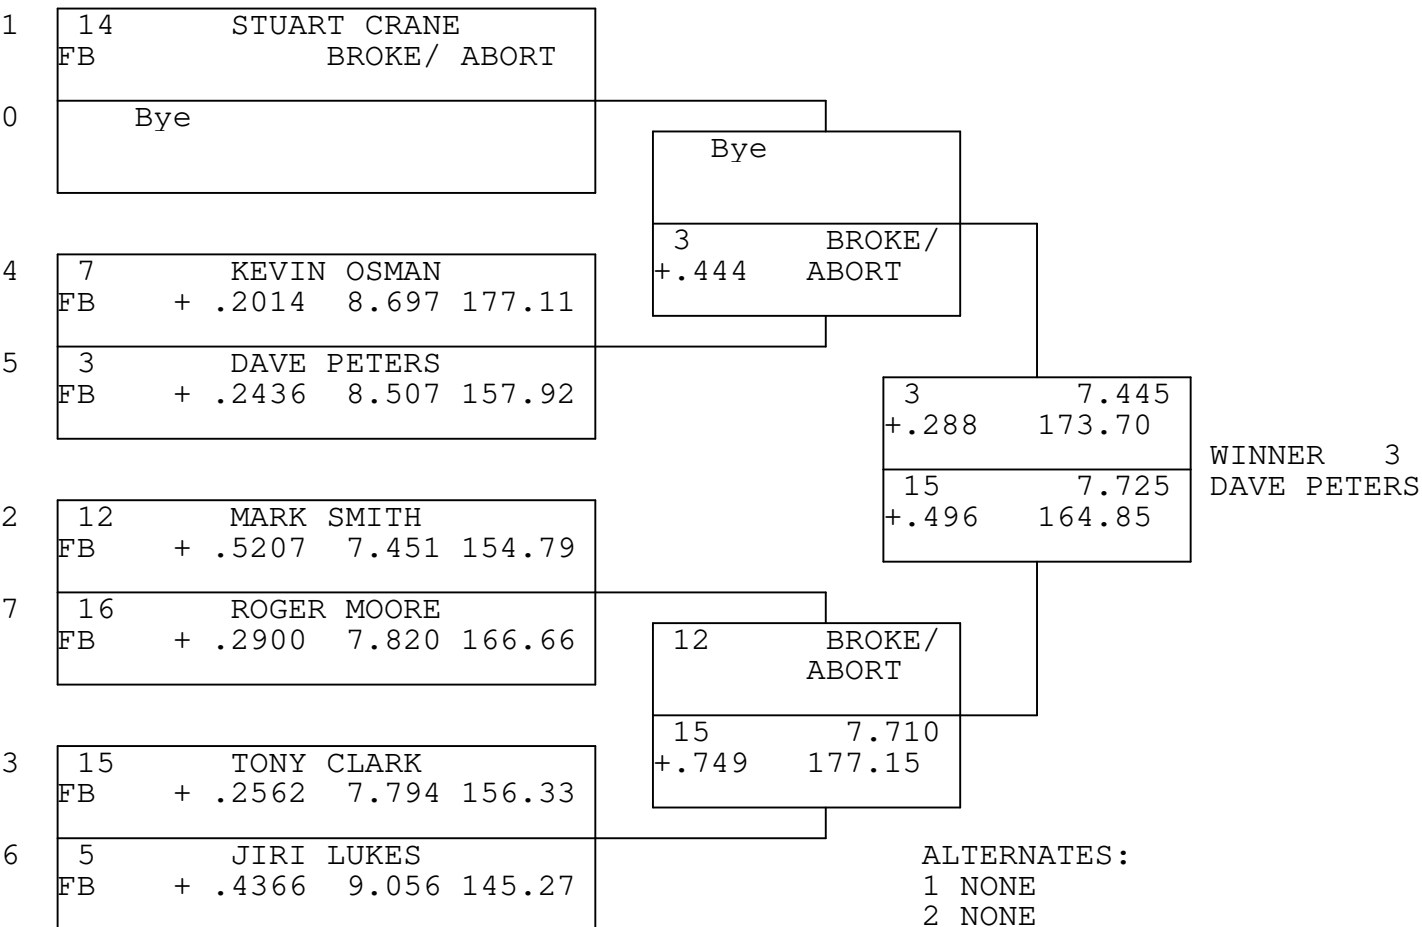 1 14 STUART CRANE
FB BROKE/ ABORT
0 Bye
Bye
3 BROKE/
+.444 ABORT
4 7 KEVIN OSMAN
FB + .2014 8.697 177.11
5 3 DAVE PETERS
FB + .2436 8.507 157.92
3 7.445
+.288 173.70
WINNER 3
15 7.725 DAVE PETERS
+.496 164.85
2 12 MARK SMITH
FB + .5207 7.451 154.79
7 16 ROGER MOORE
FB + .2900 7.820 166.66
12 BROKE/
ABORT
15 7.710
+.749 177.15
3 15 TONY CLARK
FB + .2562 7.794 156.33
6 5 JIRI LUKES
FB + .4366 9.056 145.27
ALTERNATES:
1 NONE
2 NONE